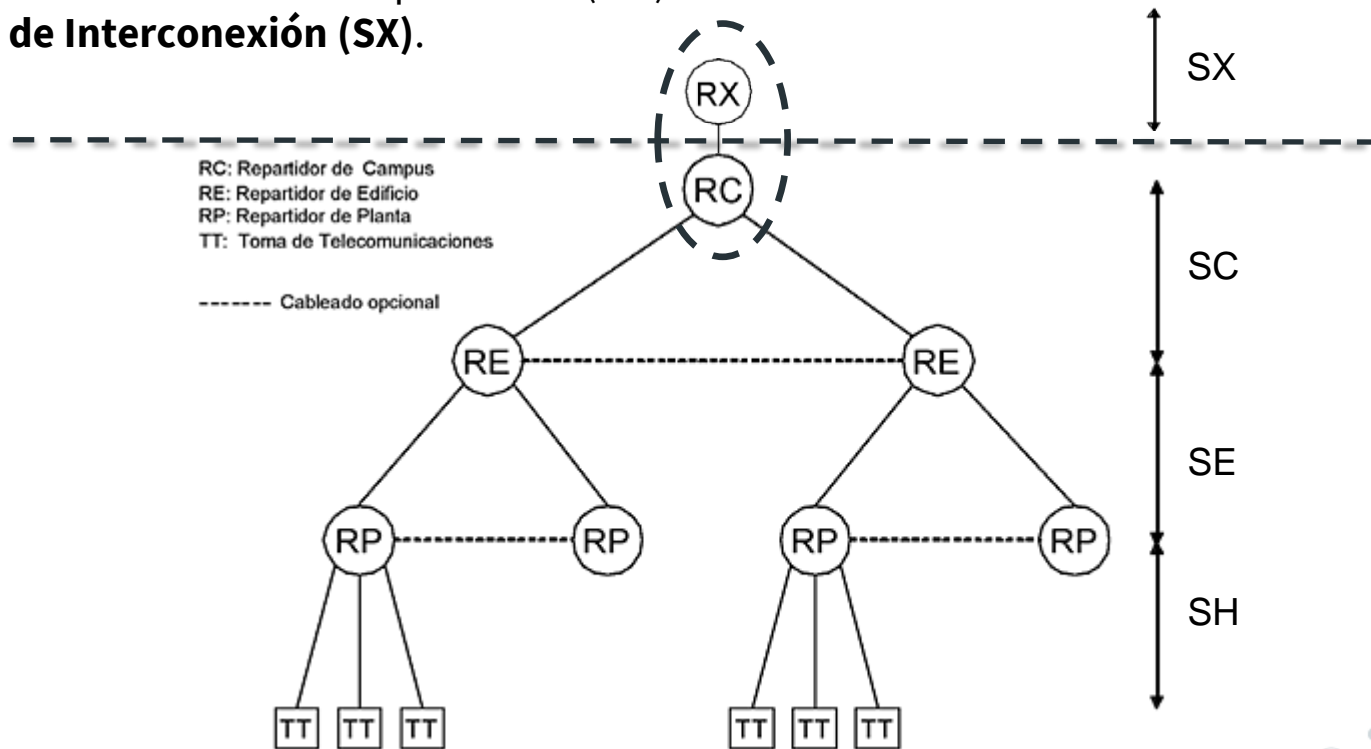 de Interconexión (SX).
RX
SX
RC: Repartidor de Campus
RE: Repartidor de Edificio
RP: Repartidor de Planta
TT: Toma de Telecomunicaciones
------- Cableado opcional
RC
SC
RE
RE
SE
RP
RP
RP
RP
SH
TT
TT
TT
TT
TT
TT